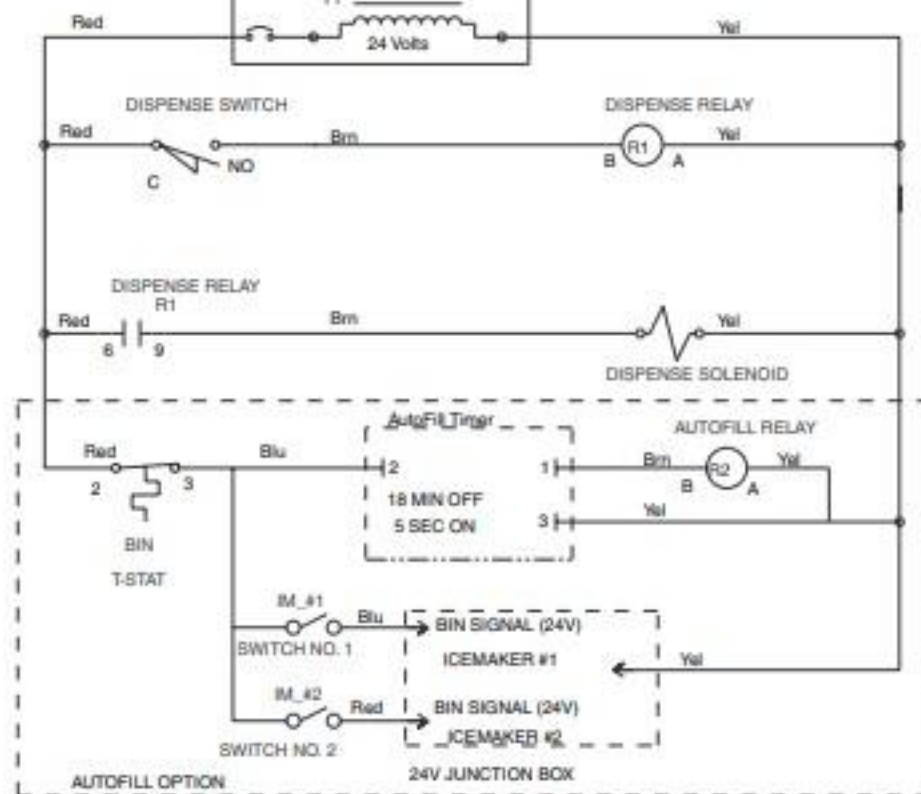 Red
Yel
24 Volts
DISPENSE SWITCH
DISPENSE RELAY
Red
Brn
R1
Yel
NO
B
A
C
DISPENSE RELAY
R1
Red
Brn
Yel
6
9
DISPENSE SOLENOID
AutoFill Timer
AUTOFILL RELAY
Red
Blu
2
1
Brn
R2
Yel
2
3
B
A
18 MIN OFF
5 SEC ON
3
Yel
BIN
T-STAT
IM_#1
Blu
BIN SIGNAL (24V)
SWITCH NO. 1
ICEMAKER #1
Yel
IM_#2
Red
BIN SIGNAL (24V)
ICEMAKER #2
SWITCH NO. 2
24V JUNCTION BOX
AUTOFILL OPTION